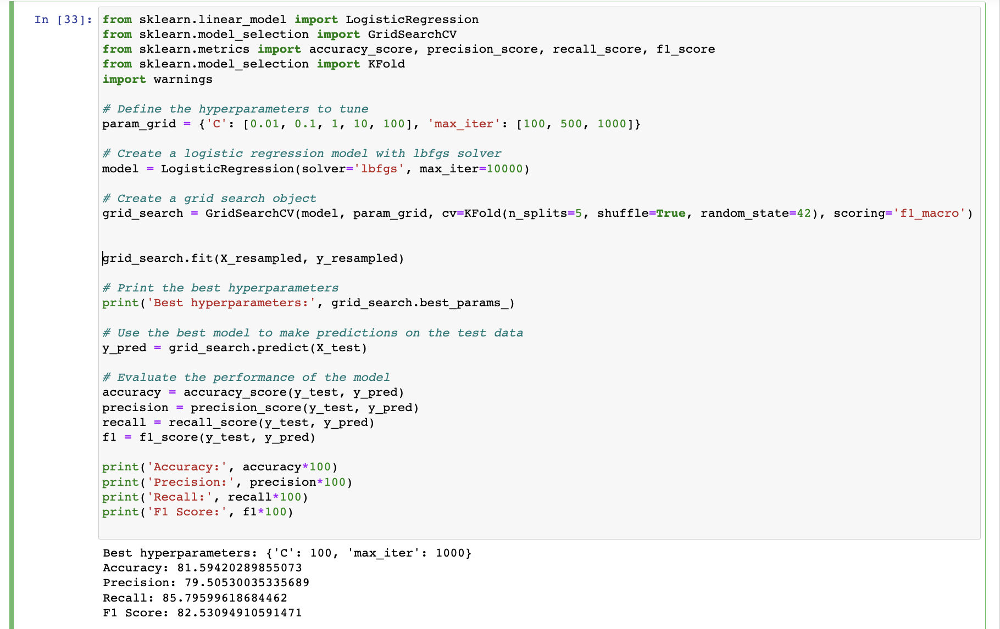 In [33]:
from sklearn.linear_model import LogisticRegression
from sklearn.model_selection import GridSearchCV
from sklearn.metrics import accuracy_score, precision_score, recall_score, f1_score
from sklearn.model_selection import KFold
import warnings
# Define the hyperparameters to tune
param_grid = {'C': [0.01, 0.1, 1, 10, 100], 'max_iter': [100, 500, 1000]}
# Create a logistic regression model with lbfgs solver
model = LogisticRegression(solver='lbfgs', max_iter=10000)
# Create a grid search object
grid_search = GridSearchCV(model, param_grid, cv=KFold(n_splits=5, shuffle=True, random_state=42), scoring='f1_macro')
grid_search.fit(X_resampled, y_resampled)
# Print the best hyperparameters
print('Best hyperparameters:', grid_search.best_params_)
# Use the best model to make predictions on the test data
y_pred = grid_search.predict(X_test)
# Evaluate the performance of the model
accuracy = accuracy_score(y_test, y_pred)
precision = precision_score(y_test, y_pred)
recall = recall_score(y_test, y_pred)
f1 = f1_score(y_test, y_pred)
print('Accuracy:', accuracy*100)
print('Precision:', precision*100)
print('Recall:', recall*100)
print('F1 Score:', f1*100)
Best hyperparameters: {'C': 100, 'max_iter': 1000}
Accuracy: 81.59420289855073
Precision: 79.50530035335689
Recall: 85.79599618684462
F1 Score: 82.53094910591471